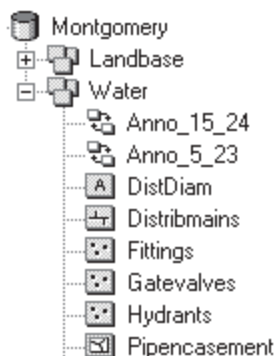 Montgomery
Landbase
Water
Anno_15_24
Anno_5_23
A DistDiam
Distribmains
Fittings
Gatevalves
Hydrants
Pipencasement